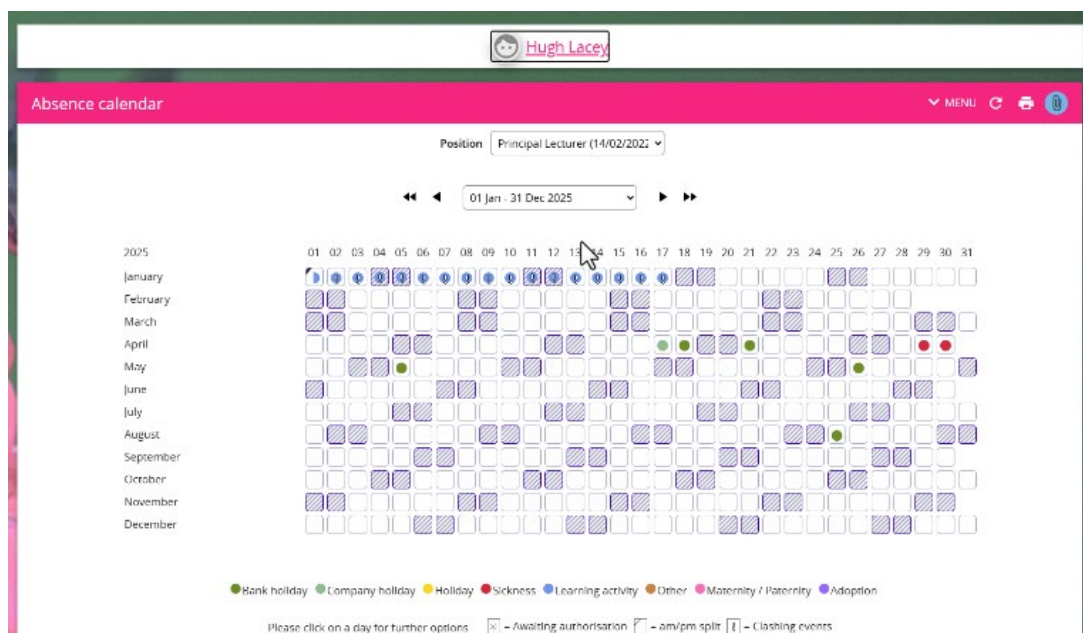 Hugh Lacey
Absence calendar
MENU
Position Principal Lecturer (14/02/2022
01 Jan - 31 Dec 2025
2025 01 02 03 04 05 06 07 08 09 10 11 12 13 14 15 16 17 18 19 20 21 22 23 24 25 26 27 28 29 30 31
January
February
March
April
May
June
July
August
September
October
November
December
Bank holiday Company holiday Holiday Sickness Learning activity Other Maternity / Paternity Adoption
Please click on a day for further options - Awaiting authorisation - am/pm split - Clashing events